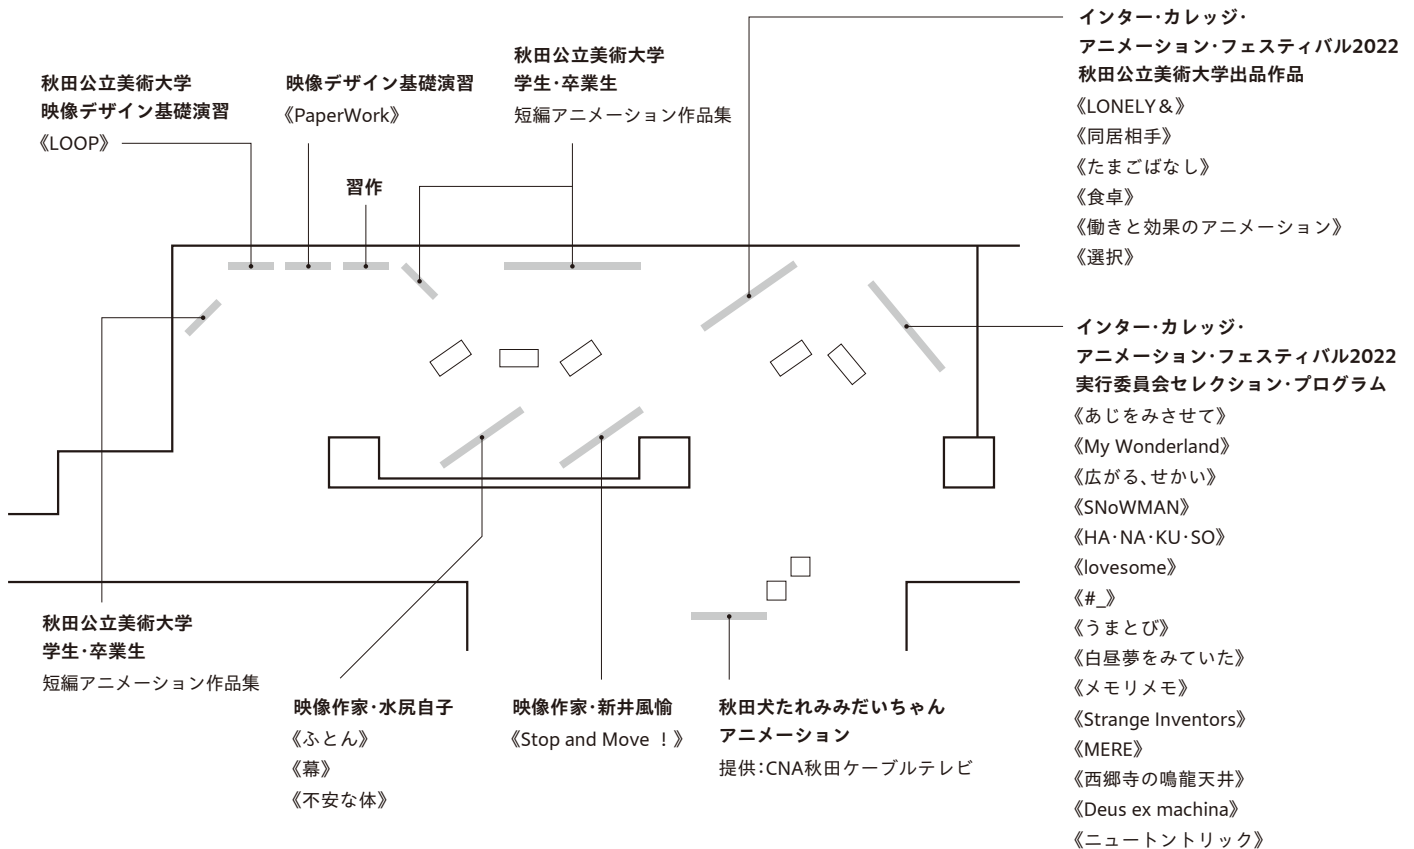 秋田公立美術大学
映像デザイン基礎演習
《LOOP》
映像デザイン基礎演習
《PaperWork》
習作
秋田公立美術大学
学生・卒業生
短編アニメーション作品集
インター・カレッジ・
アニメーション・フェスティバル2022
秋田公立美術大学出品作品
《LONELY＆》
《同居相手》
《たまごばなし》
《食卓》
《働きと効果のアニメーション》
《選択》
インター・カレッジ・
アニメーション・フェスティバル2022
実行委員会セレクション・プログラム
《あじをみさせて》
《My Wonderland》
《広がる、せかい》
《SNoWMAN》
《HA・NA・KU・SO》
《lovesome》
《#_》
《うまとび》
《白昼夢をみていた》
《メモリメモ》
《Strange Inventors》
《MERE》
《西郷寺の鳴龍天井》
《Deus ex machina》
《ニュートントリック》
秋田公立美術大学
学生・卒業生
短編アニメーション作品集
映像作家・水尻自子
《ふとん》
《幕》
《不安な体》
映像作家・新井風愉
《Stop and Move ！》
秋田犬たれみみだいちゃん
アニメーション
提供：CNA秋田ケーブルテレビ